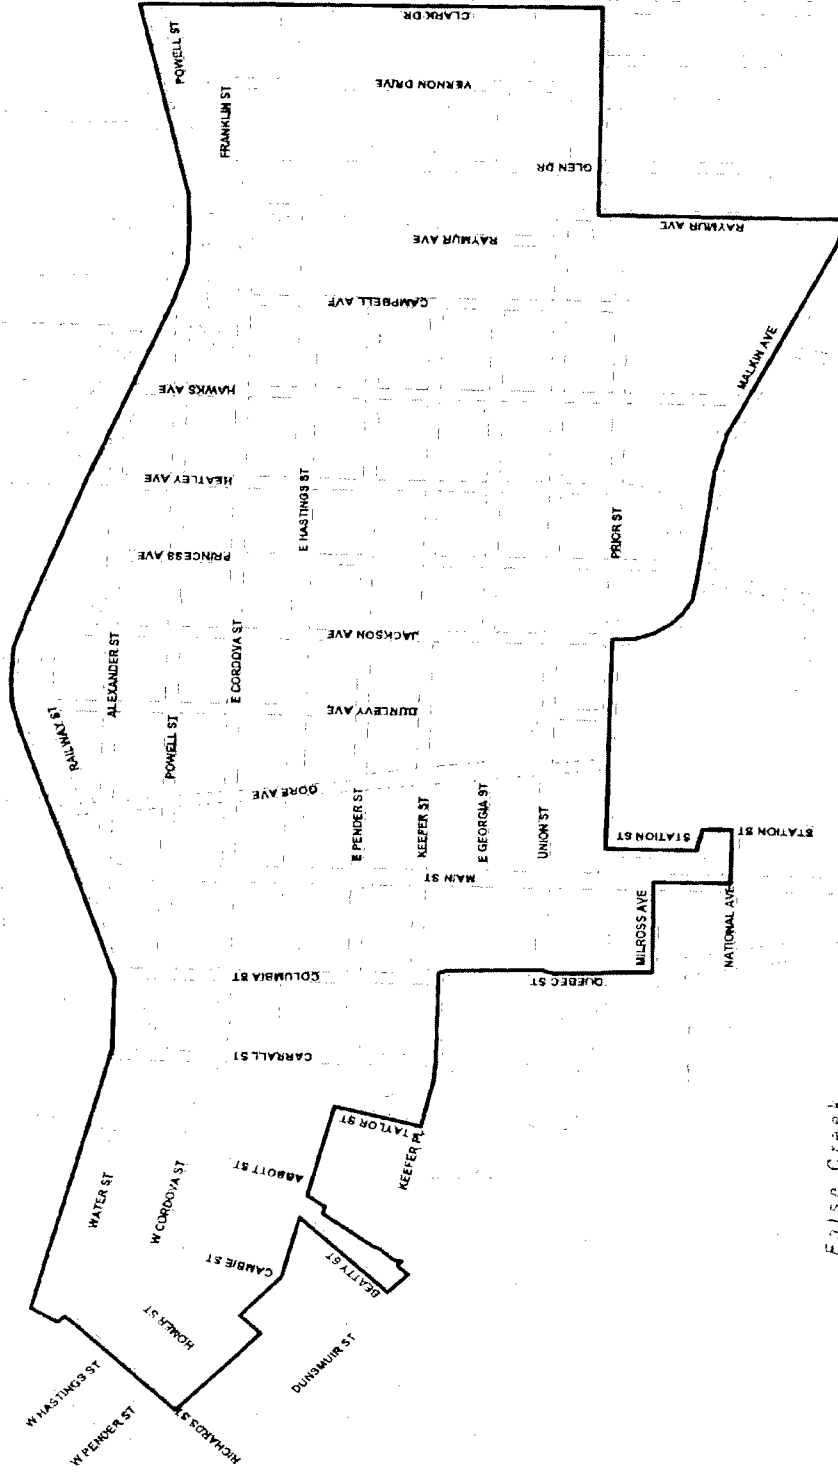 CLARK DR
POWELL ST
VERNON DRIVE
FRANKLIN ST
GLEN DR
RAYMUR AVE
RAYMUR AVE
CAMPBELL AVE
MALKIN AVE
HAWKS AVE
HEATLEY AVE
E HASTINGS ST
PRIOR ST
PRINCESS AVE
JACKSON AVE
ALEXANDER ST
E CORDOVA ST
DUNLEVY AVE
RAILWAY ST
POWELL ST
GORE AVE
E PENDER ST
KEEFER ST
E GEORGIA ST
UNION ST
STATION ST
STATION ST
MAIN ST
MILROSS AVE
NATIONAL AVE
COLUMBIA ST
QUEBEC ST
CARRALL ST
TAYLOR ST
KEEFER PL
ABBOTT ST
WATER ST
W CORDOVA ST
CAMBIE ST
BEATTY ST
HOMER ST
DUNSMUIR ST
W HASTINGS ST
W PENDER ST
RICHARDS ST
False Creek